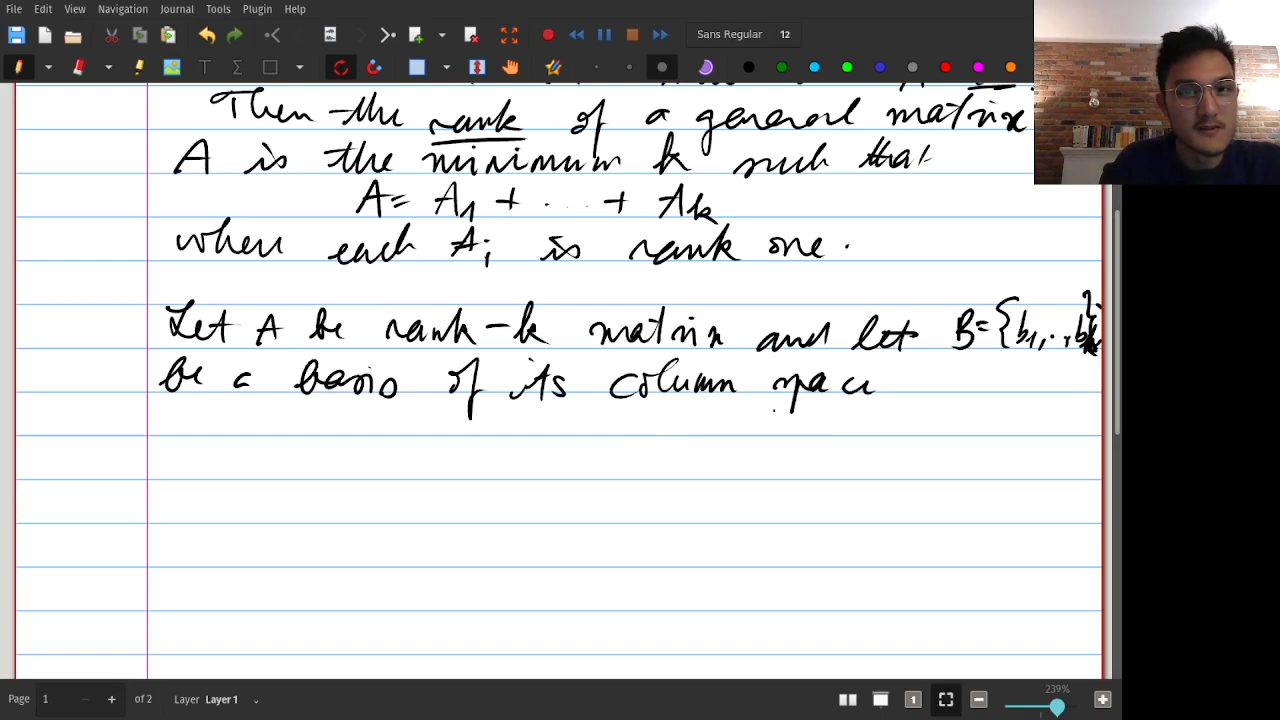 File Edit View Navigation Journal Tools Plugin Help
Sans Regular 12
Then the rank of a general matrix
A is the minimum k such that
A = A1 + ... + Ak
where each Ai is rank one.
Let A be rank-k matrix and let B={b1,..,bk}
be a basis of its column space
Page 1 of 2 Layer Layer 1 239%